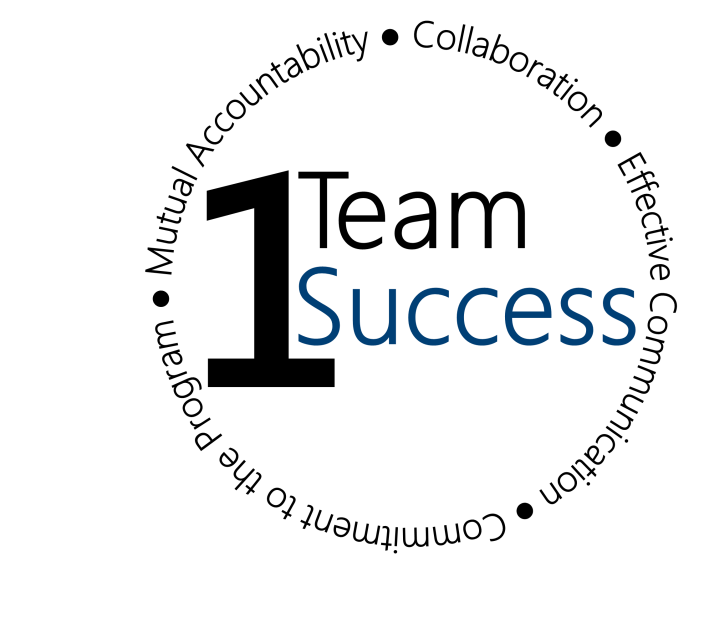 1 Team
Success
Mutual Accountability • Collaboration • Effective Communication • Commitment to the Program •